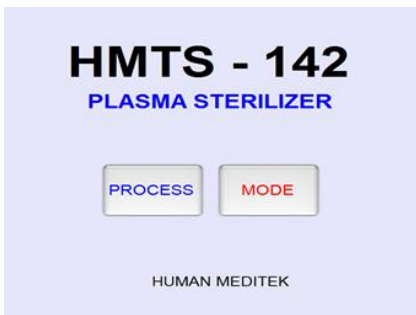 HMTS - 142
PLASMA STERILIZER
PROCESS MODE
HUMAN MEDITEK